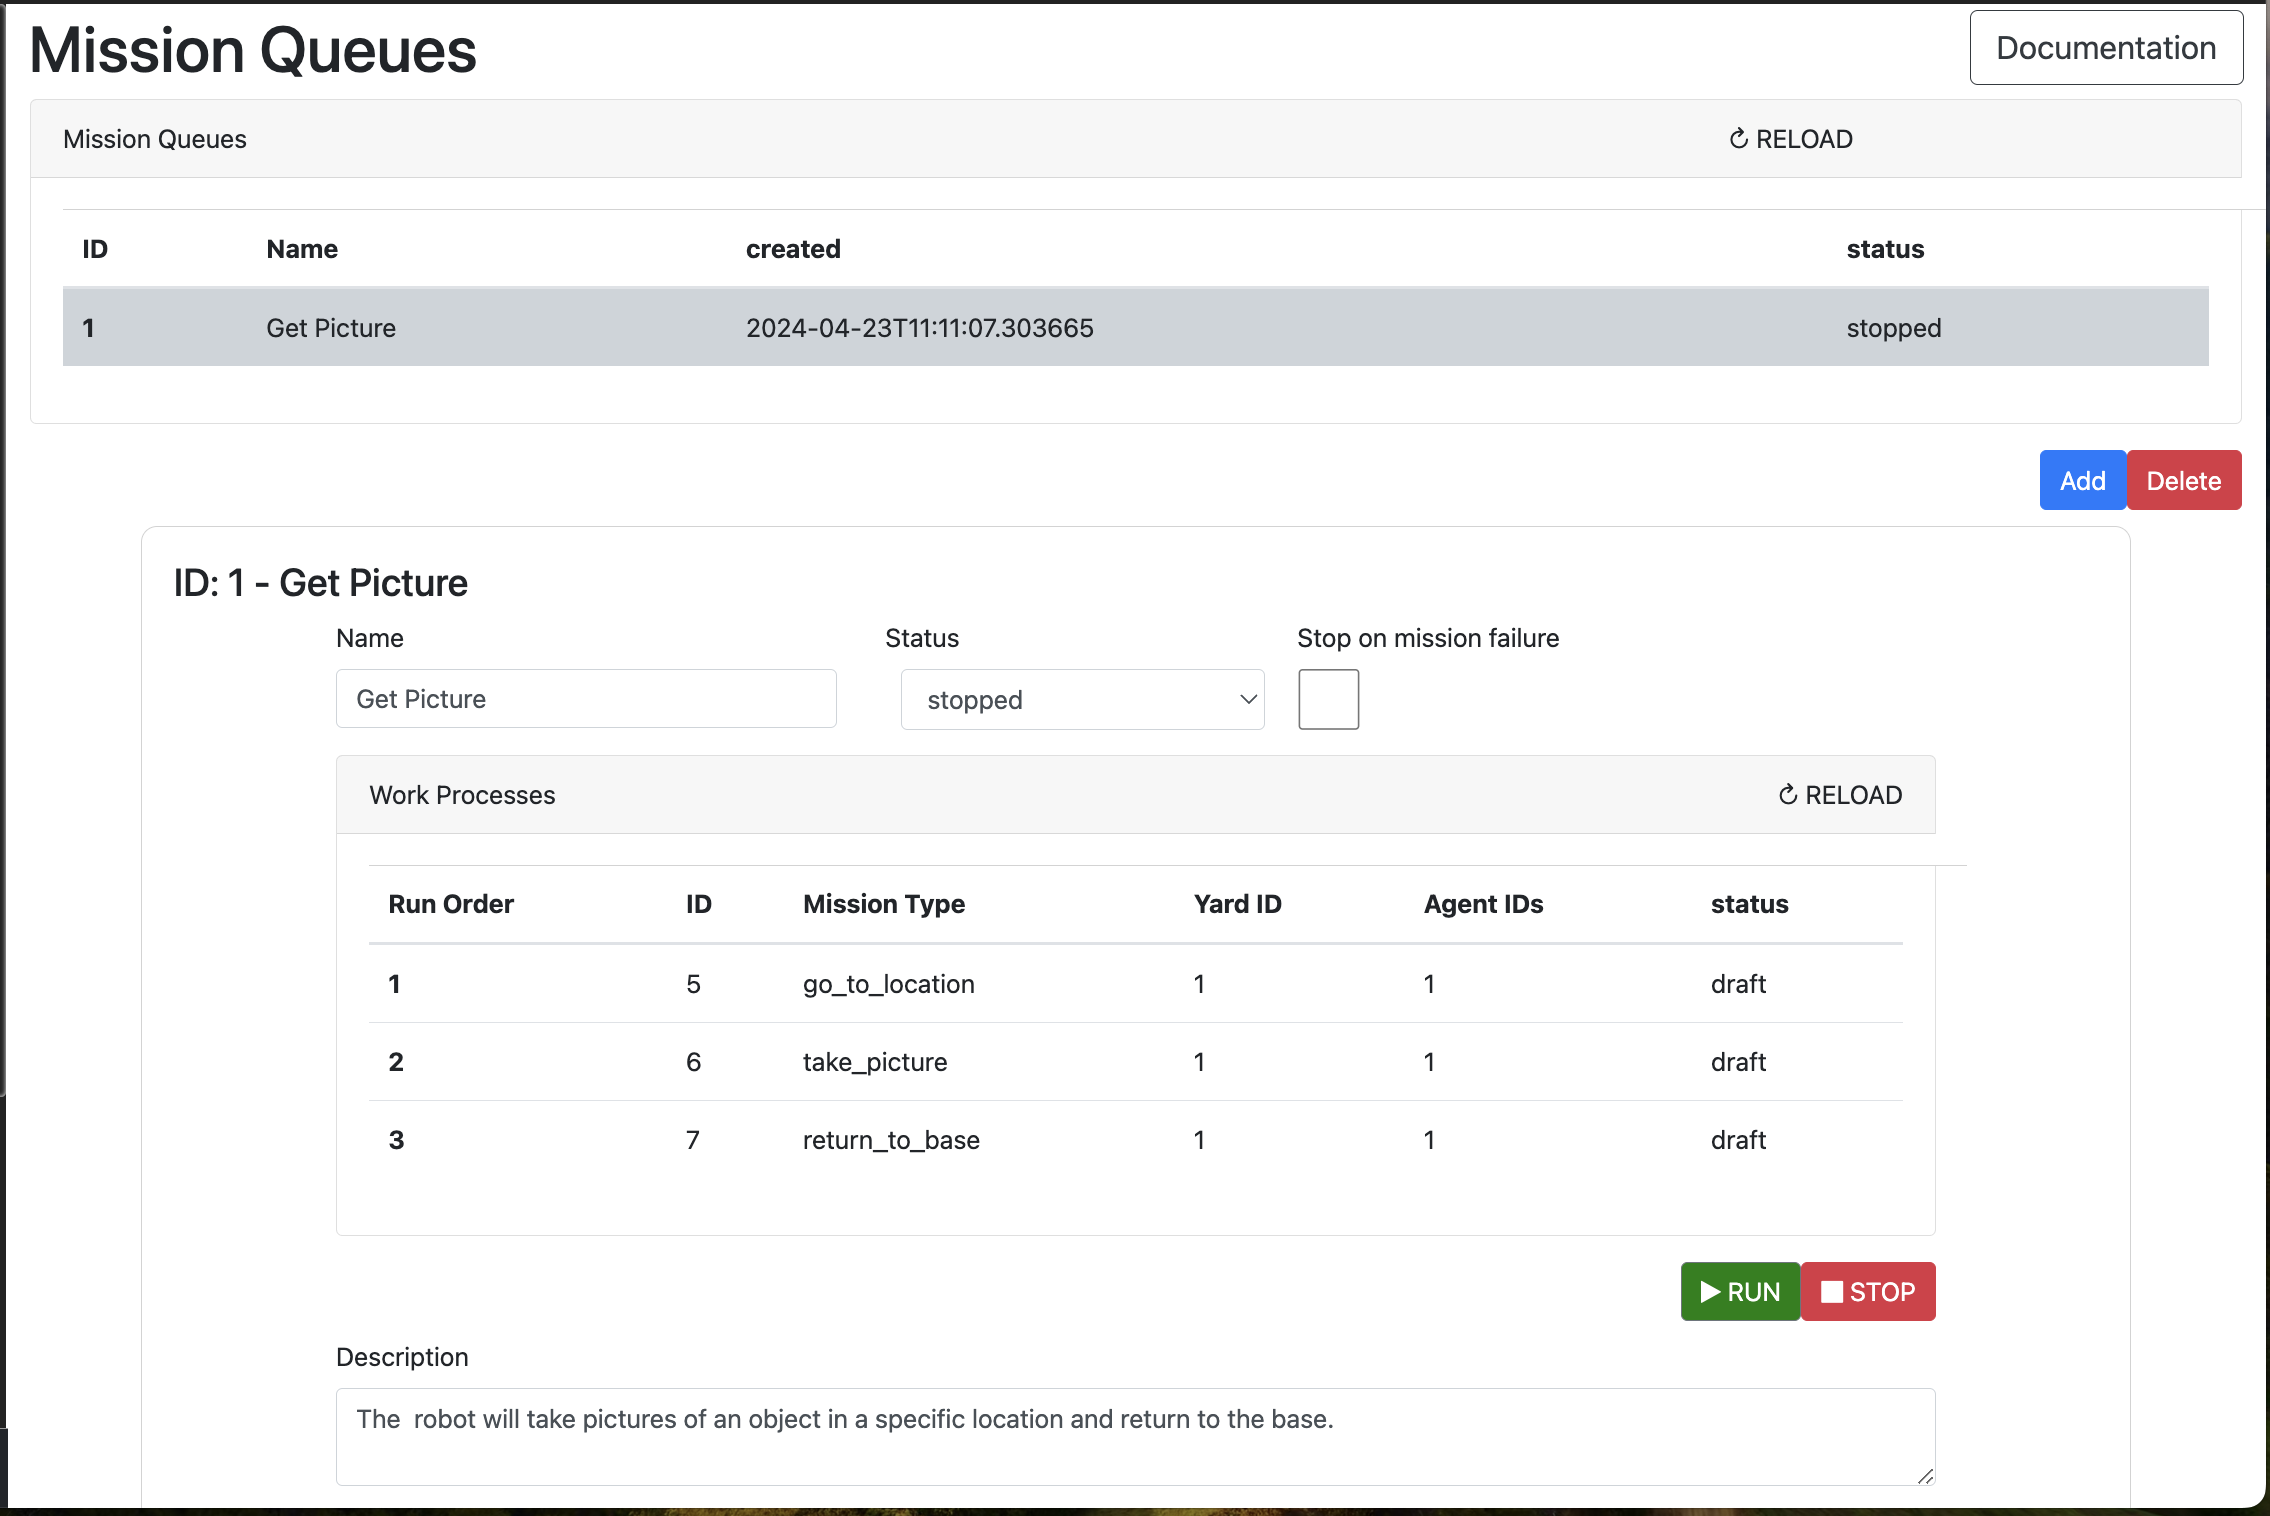 Mission Queues
Documentation
Mission Queues
↻ RELOAD
ID Name created status
1 Get Picture 2024-04-23T11:11:07.303665 stopped
Add Delete
ID: 1 - Get Picture
Name Status Stop on mission failure
Get Picture stopped
Work Processes ↻ RELOAD
Run Order ID Mission Type Yard ID Agent IDs status
1 5 go_to_location 1 1 draft
2 6 take_picture 1 1 draft
3 7 return_to_base 1 1 draft
RUN STOP
Description
The  robot will take pictures of an object in a specific location and return to the base.